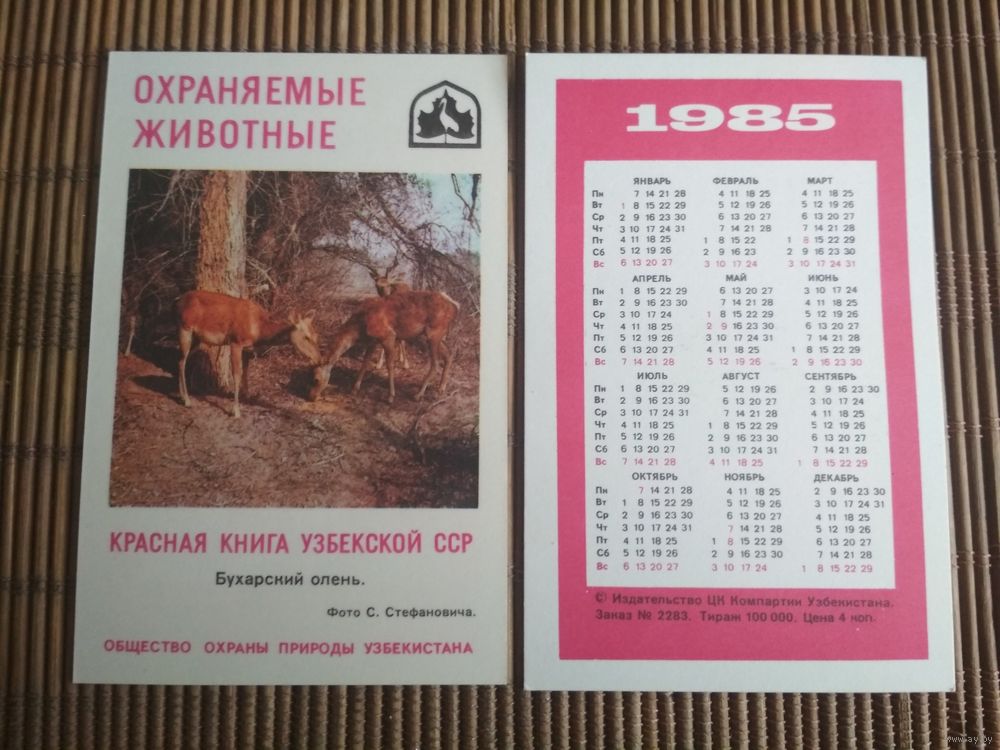 ОХРАНЯЕМЫЕ
ЖИВОТНЫЕ
КРАСНАЯ КНИГА УЗБЕКСКОЙ ССР
Бухарский олень.
Фото С. Стефановича.
ОБЩЕСТВО ОХРАНЫ ПРИРОДЫ УЗБЕКИСТАНА
1985
ЯНВАРЬ ФЕВРАЛЬ МАРТ
Пн 7 14 21 28 4 11 18 25 4 11 18 25
Вт 1 8 15 22 29 5 12 19 26 5 12 19 26
Ср 2 9 16 23 30 6 13 20 27 6 13 20 27
Чт 3 10 17 24 31 7 14 21 28 7 14 21 28
Пт 4 11 18 25 1 8 15 22 1 8 15 22 29
Сб 5 12 19 26 2 9 16 23 2 9 16 23 30
Вс 6 13 20 27 3 10 17 24 3 10 17 24 31
АПРЕЛЬ МАЙ ИЮНЬ
Пн 1 8 15 22 29 6 13 20 27 3 10 17 24
Вт 2 9 16 23 30 7 14 21 28 4 11 18 25
Ср 3 10 17 24 1 8 15 22 29 5 12 19 26
Чт 4 11 18 25 2 9 16 23 30 6 13 20 27
Пт 5 12 19 26 3 10 17 24 31 7 14 21 28
Сб 6 13 20 27 4 11 18 25 1 8 15 22 29
Вс 7 14 21 28 5 12 19 26 2 9 16 23 30
ИЮЛЬ АВГУСТ СЕНТЯБРЬ
Пн 1 8 15 22 29 5 12 19 26 2 9 16 23 30
Вт 2 9 16 23 30 6 13 20 27 3 10 17 24
Ср 3 10 17 24 31 7 14 21 28 4 11 18 25
Чт 4 11 18 25 1 8 15 22 29 5 12 19 26
Пт 5 12 19 26 2 9 16 23 30 6 13 20 27
Сб 6 13 20 27 3 10 17 24 31 7 14 21 28
Вс 7 14 21 28 4 11 18 25 1 8 15 22 29
ОКТЯБРЬ НОЯБРЬ ДЕКАБРЬ
Пн 7 14 21 28 4 11 18 25 2 9 16 23 30
Вт 1 8 15 22 29 5 12 19 26 3 10 17 24 31
Ср 2 9 16 23 30 6 13 20 27 4 11 18 25
Чт 3 10 17 24 31 7 14 21 28 5 12 19 26
Пт 4 11 18 25 1 8 15 22 29 6 13 20 27
Сб 5 12 19 26 2 9 16 23 30 7 14 21 28
Вс 6 13 20 27 3 10 17 24 1 8 15 22 29
© Издательство ЦК Компартии Узбекистана.
Заказ № 2283. Тираж 100 000. Цена 4 коп.
www.ay.by